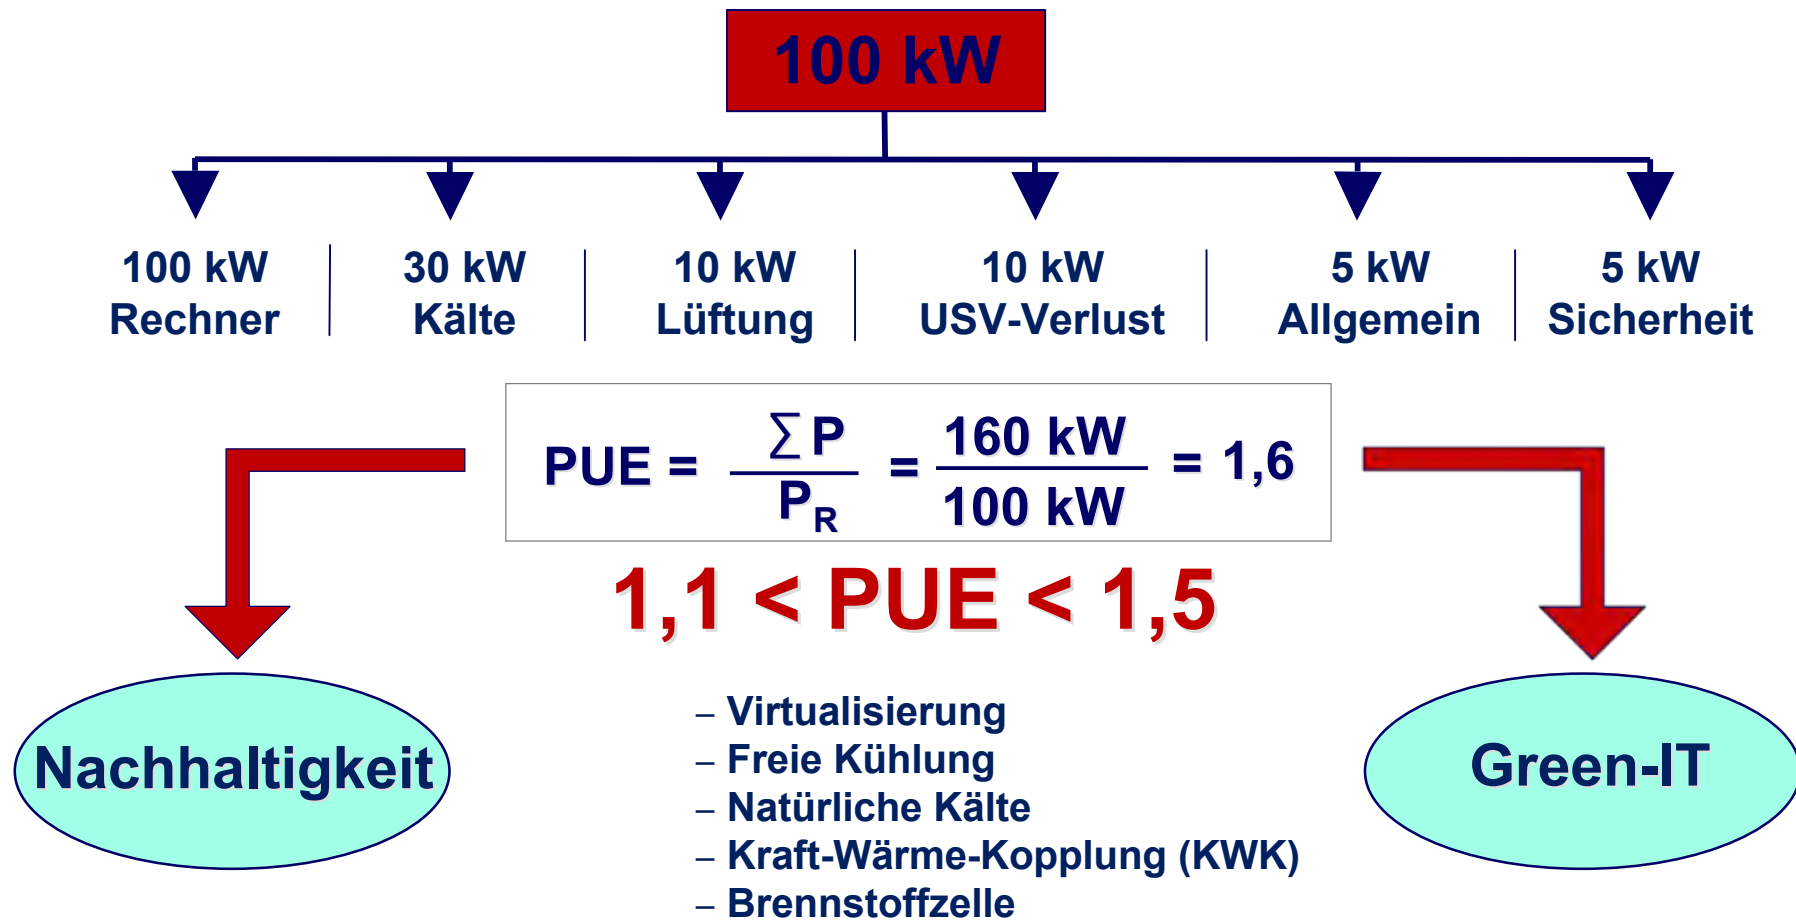 100 kW
100 kW
Rechner
30 kW
Kälte
10 kW
Lüftung
10 kW
USV-Verlust
5 kW
Allgemein
5 kW
Sicherheit
PUE = ∑ P / P_R = 160 kW / 100 kW = 1,6
1,1 < PUE < 1,5
Nachhaltigkeit
– Virtualisierung
– Freie Kühlung
– Natürliche Kälte
– Kraft-Wärme-Kopplung (KWK)
– Brennstoffzelle
Green-IT